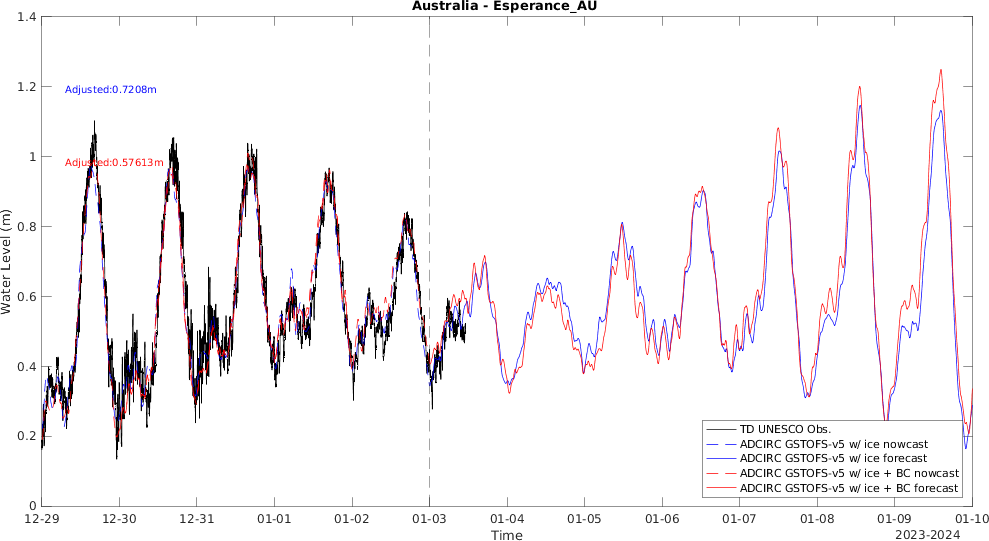 Australia - Esperance_AU
1.4
1.2
1
0.8
0.6
0.4
0.2
0
Water Level (m)
Adjusted:0.7208m
Adjusted:0.57613m
TD UNESCO Obs.
ADCIRC GSTOFS-v5 w/ ice nowcast
ADCIRC GSTOFS-v5 w/ ice forecast
ADCIRC GSTOFS-v5 w/ ice + BC nowcast
ADCIRC GSTOFS-v5 w/ ice + BC forecast
12-29 12-30 12-31 01-01 01-02 01-03 01-04 01-05 01-06 01-07 01-08 01-09 01-10
Time
2023-2024